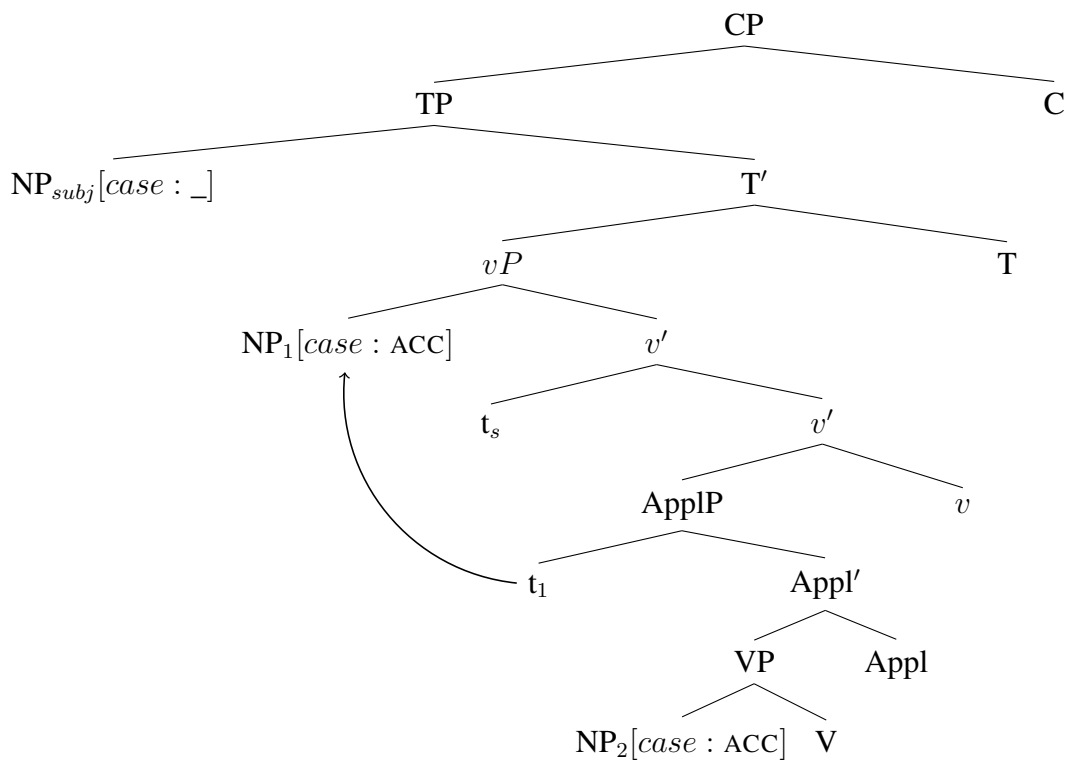 CP
TP C
NP_subj[case : _] T′
vP T
NP_1[case : ACC] v′
t_s v′
ApplP v
t_1 Appl′
VP Appl
NP_2[case : ACC] V